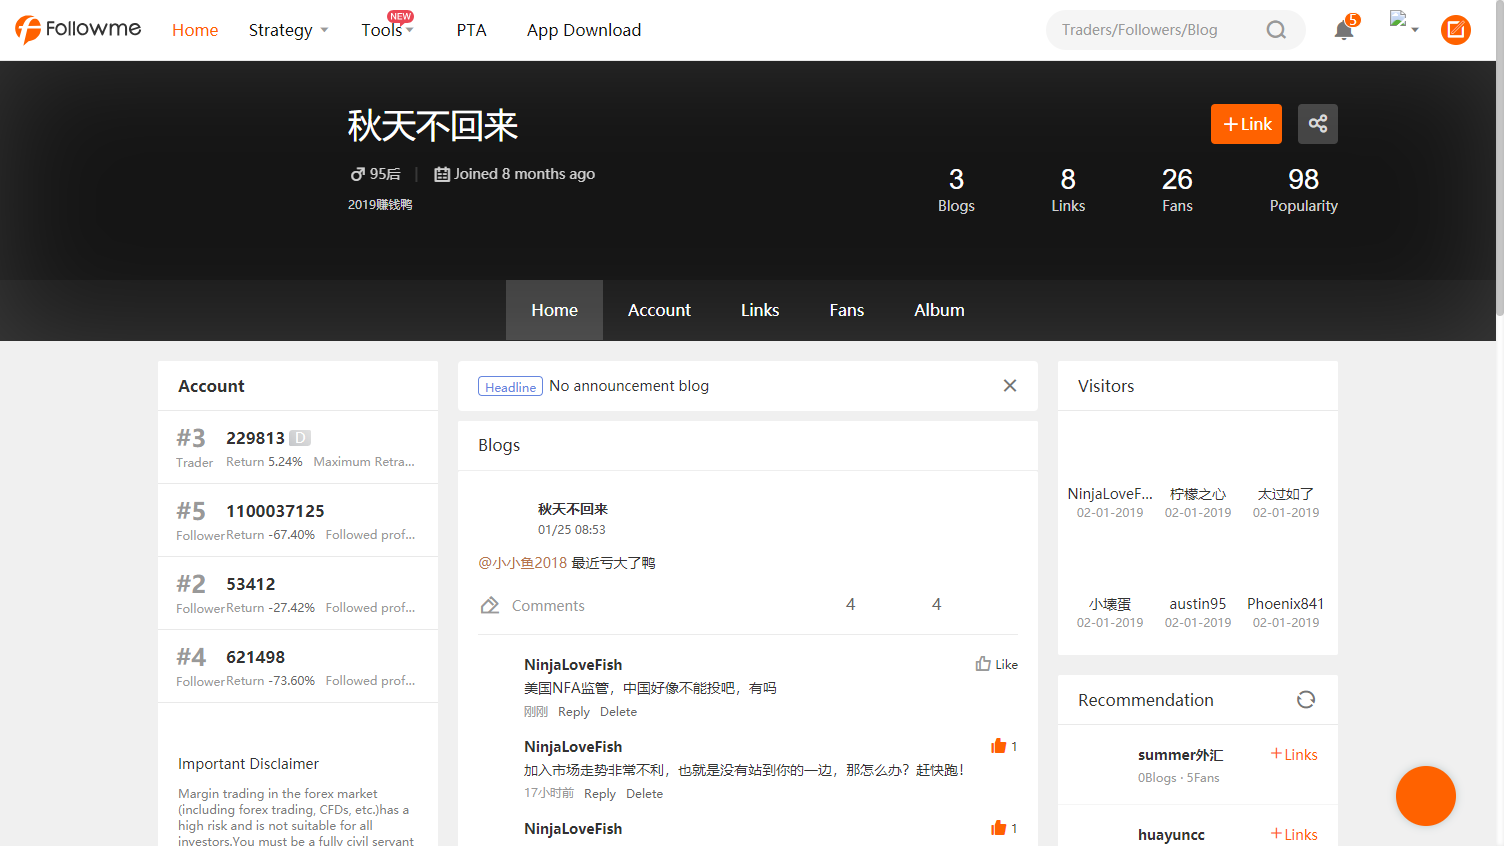 Followme
Home
Strategy
Tools
NEW
PTA
App Download
Traders/Followers/Blog
5
秋天不回来
95后
Joined 8 months ago
2019赚钱鸭
Link
3
Blogs
8
Links
26
Fans
98
Popularity
Home
Account
Links
Fans
Album
Account
#3
Trader
229813 D
Return 5.24% Maximum Retra...
#5
Follower
1100037125
Return -67.40% Followed prof...
#2
Follower
53412
Return -27.42% Followed prof...
#4
Follower
621498
Return -73.60% Followed prof...
Important Disclaimer
Margin trading in the forex market
(including forex trading, CFDs, etc.)has a
high risk and is not suitable for all
investors.You must be a fully civil servant
Headline No announcement blog
Blogs
秋天不回来
01/25 08:53
@小小鱼2018 最近亏大了鸭
Comments
4
4
NinjaLoveFish
Like
美国NFA监管，中国好像不能投吧，有吗
刚刚 Reply Delete
NinjaLoveFish
1
加入市场走势非常不利，也就是没有站到你的一边，那怎么办？赶快跑！
17小时前 Reply Delete
NinjaLoveFish
1
Visitors
NinjaLoveF...
02-01-2019
柠檬之心
02-01-2019
太过如了
02-01-2019
小壊蛋
02-01-2019
austin95
02-01-2019
Phoenix841
02-01-2019
Recommendation
summer外汇
+Links
0Blogs · 5Fans
huayuncc
+Links